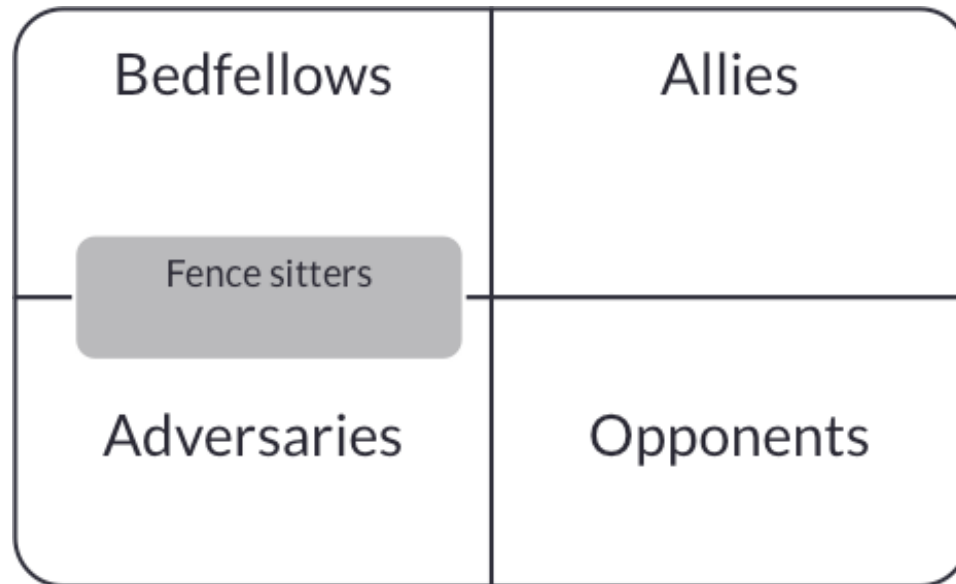 Bedfellows
Allies
Fence sitters
Adversaries
Opponents